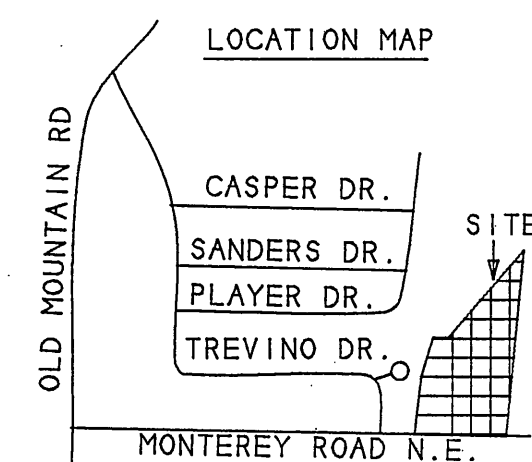 LOCATION MAP
OLD MOUNTAIN RD
CASPER DR.
SITE
SANDERS DR.
PLAYER DR.
TREVINO DR.
MONTEREY ROAD N.E.